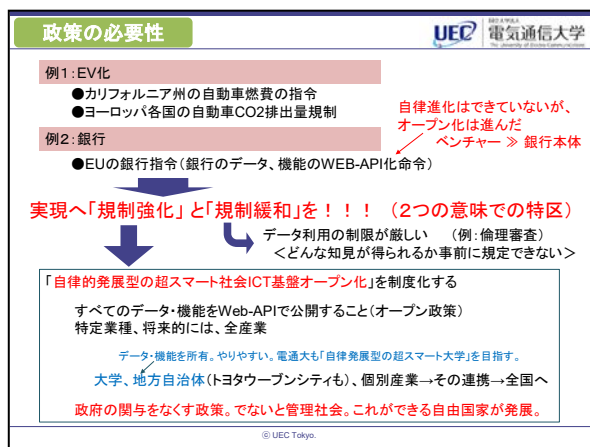 政策の必要性
UEC
国立大学法人
電気通信大学
The University of Electro-Communications
例1:EV化
●カリフォルニア州の自動車燃費の指令
●ヨーロッパ各国の自動車CO2排出量規制
自律進化はできていないが、
オープン化は進んだ
ベンチャー ≫ 銀行本体
例2:銀行
●EUの銀行指令(銀行のデータ、機能のWEB-API化命令)
実現へ「規制強化」 と「規制緩和」を!!! (2つの意味での特区)
データ利用の制限が厳しい (例:倫理審査)
<どんな知見が得られるか事前に規定できない>
「自律的発展型の超スマート社会ICT基盤オープン化」を制度化する
すべてのデータ・機能をWeb-APIで公開すること(オープン政策)
特定業種、将来的には、全産業
データ・機能を所有。やりやすい。電通大も「自律発展型の超スマート大学」を目指す。
大学、地方自治体(トヨタウーブンシティも)、個別産業→その連携→全国へ
政府の関与をなくす政策。でないと管理社会。これができる自由国家が発展。
© UEC Tokyo.